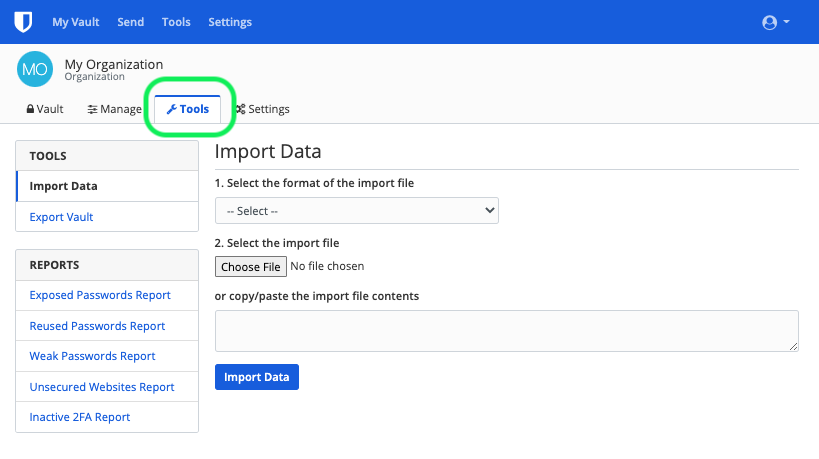 My Vault Send Tools Settings
MO
My Organization
Organization
Vault Manage Tools Settings
TOOLS
Import Data
Export Vault
REPORTS
Exposed Passwords Report
Reused Passwords Report
Weak Passwords Report
Unsecured Websites Report
Inactive 2FA Report
Import Data
1. Select the format of the import file
-- Select --
2. Select the import file
Choose File No file chosen
or copy/paste the import file contents
Import Data